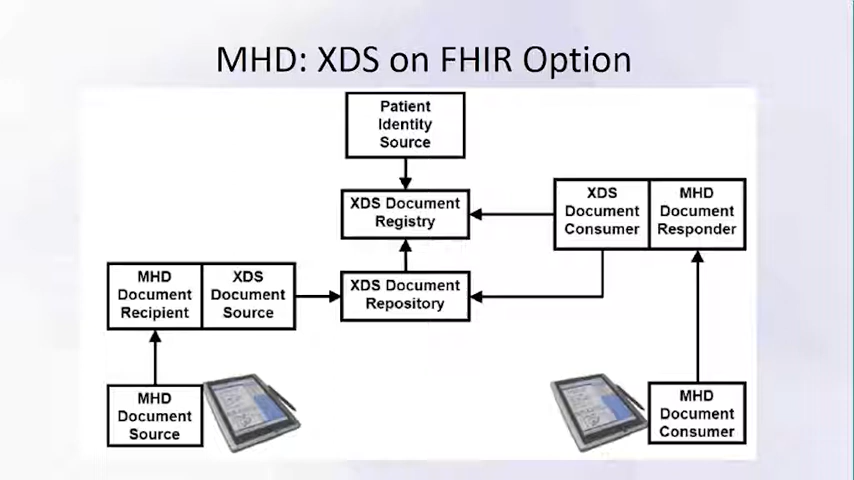 MHD: XDS on FHIR Option
Patient
Identity
Source
XDS Document
Registry
XDS
Document
Consumer
MHD
Document
Responder
MHD
Document
Recipient
XDS
Document
Source
XDS Document
Repository
MHD
Document
Source
MHD
Document
Consumer